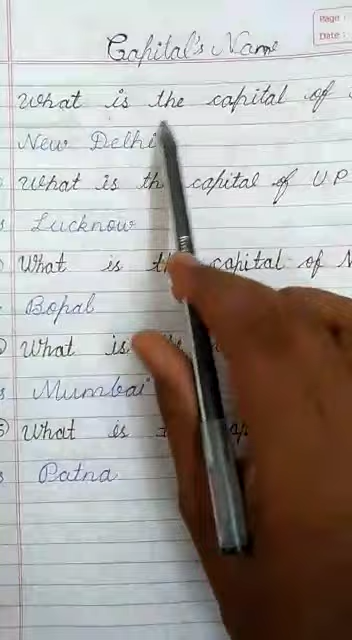 Page :
Date :
Capital's Name
What is the capital of
New Delhi
What is th capital of UP
Lucknow
What is th capital of M
Bopal
What is the
Mumbai
What is
Patna